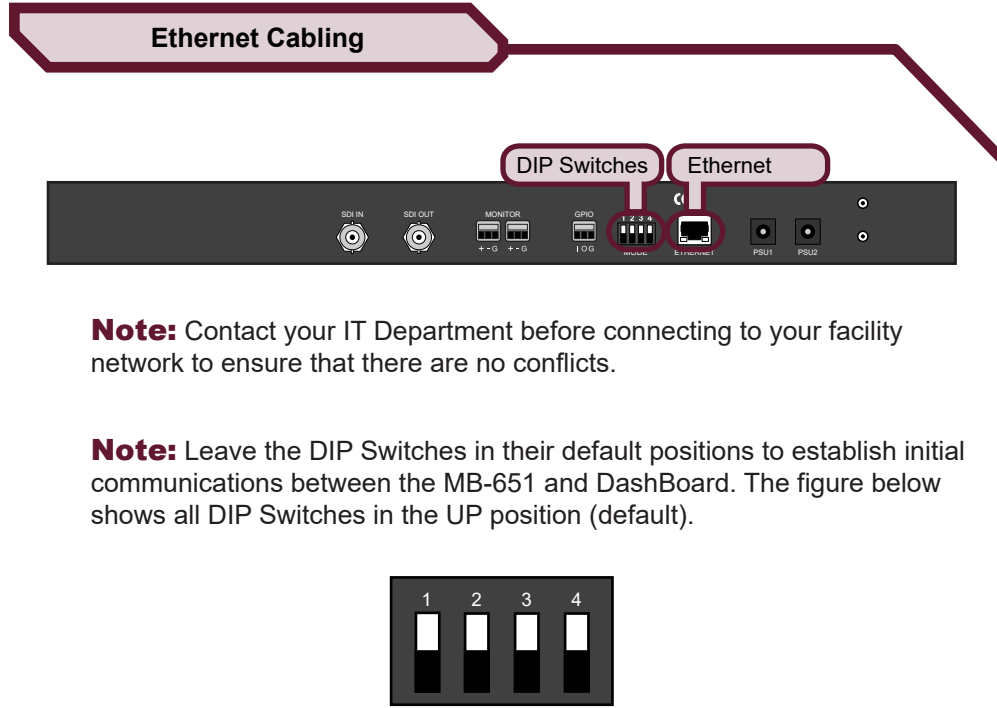 Ethernet Cabling
DIP Switches
Ethernet
SDI IN
SDI OUT
MONITOR
GPIO
1 2 3 4
+ - G + - G
I O G
MODE
ETHERNET
PSU1
PSU2
Note: Contact your IT Department before connecting to your facility
network to ensure that there are no conflicts.
Note: Leave the DIP Switches in their default positions to establish initial
communications between the MB-651 and DashBoard. The figure below
shows all DIP Switches in the UP position (default).
1 2 3 4